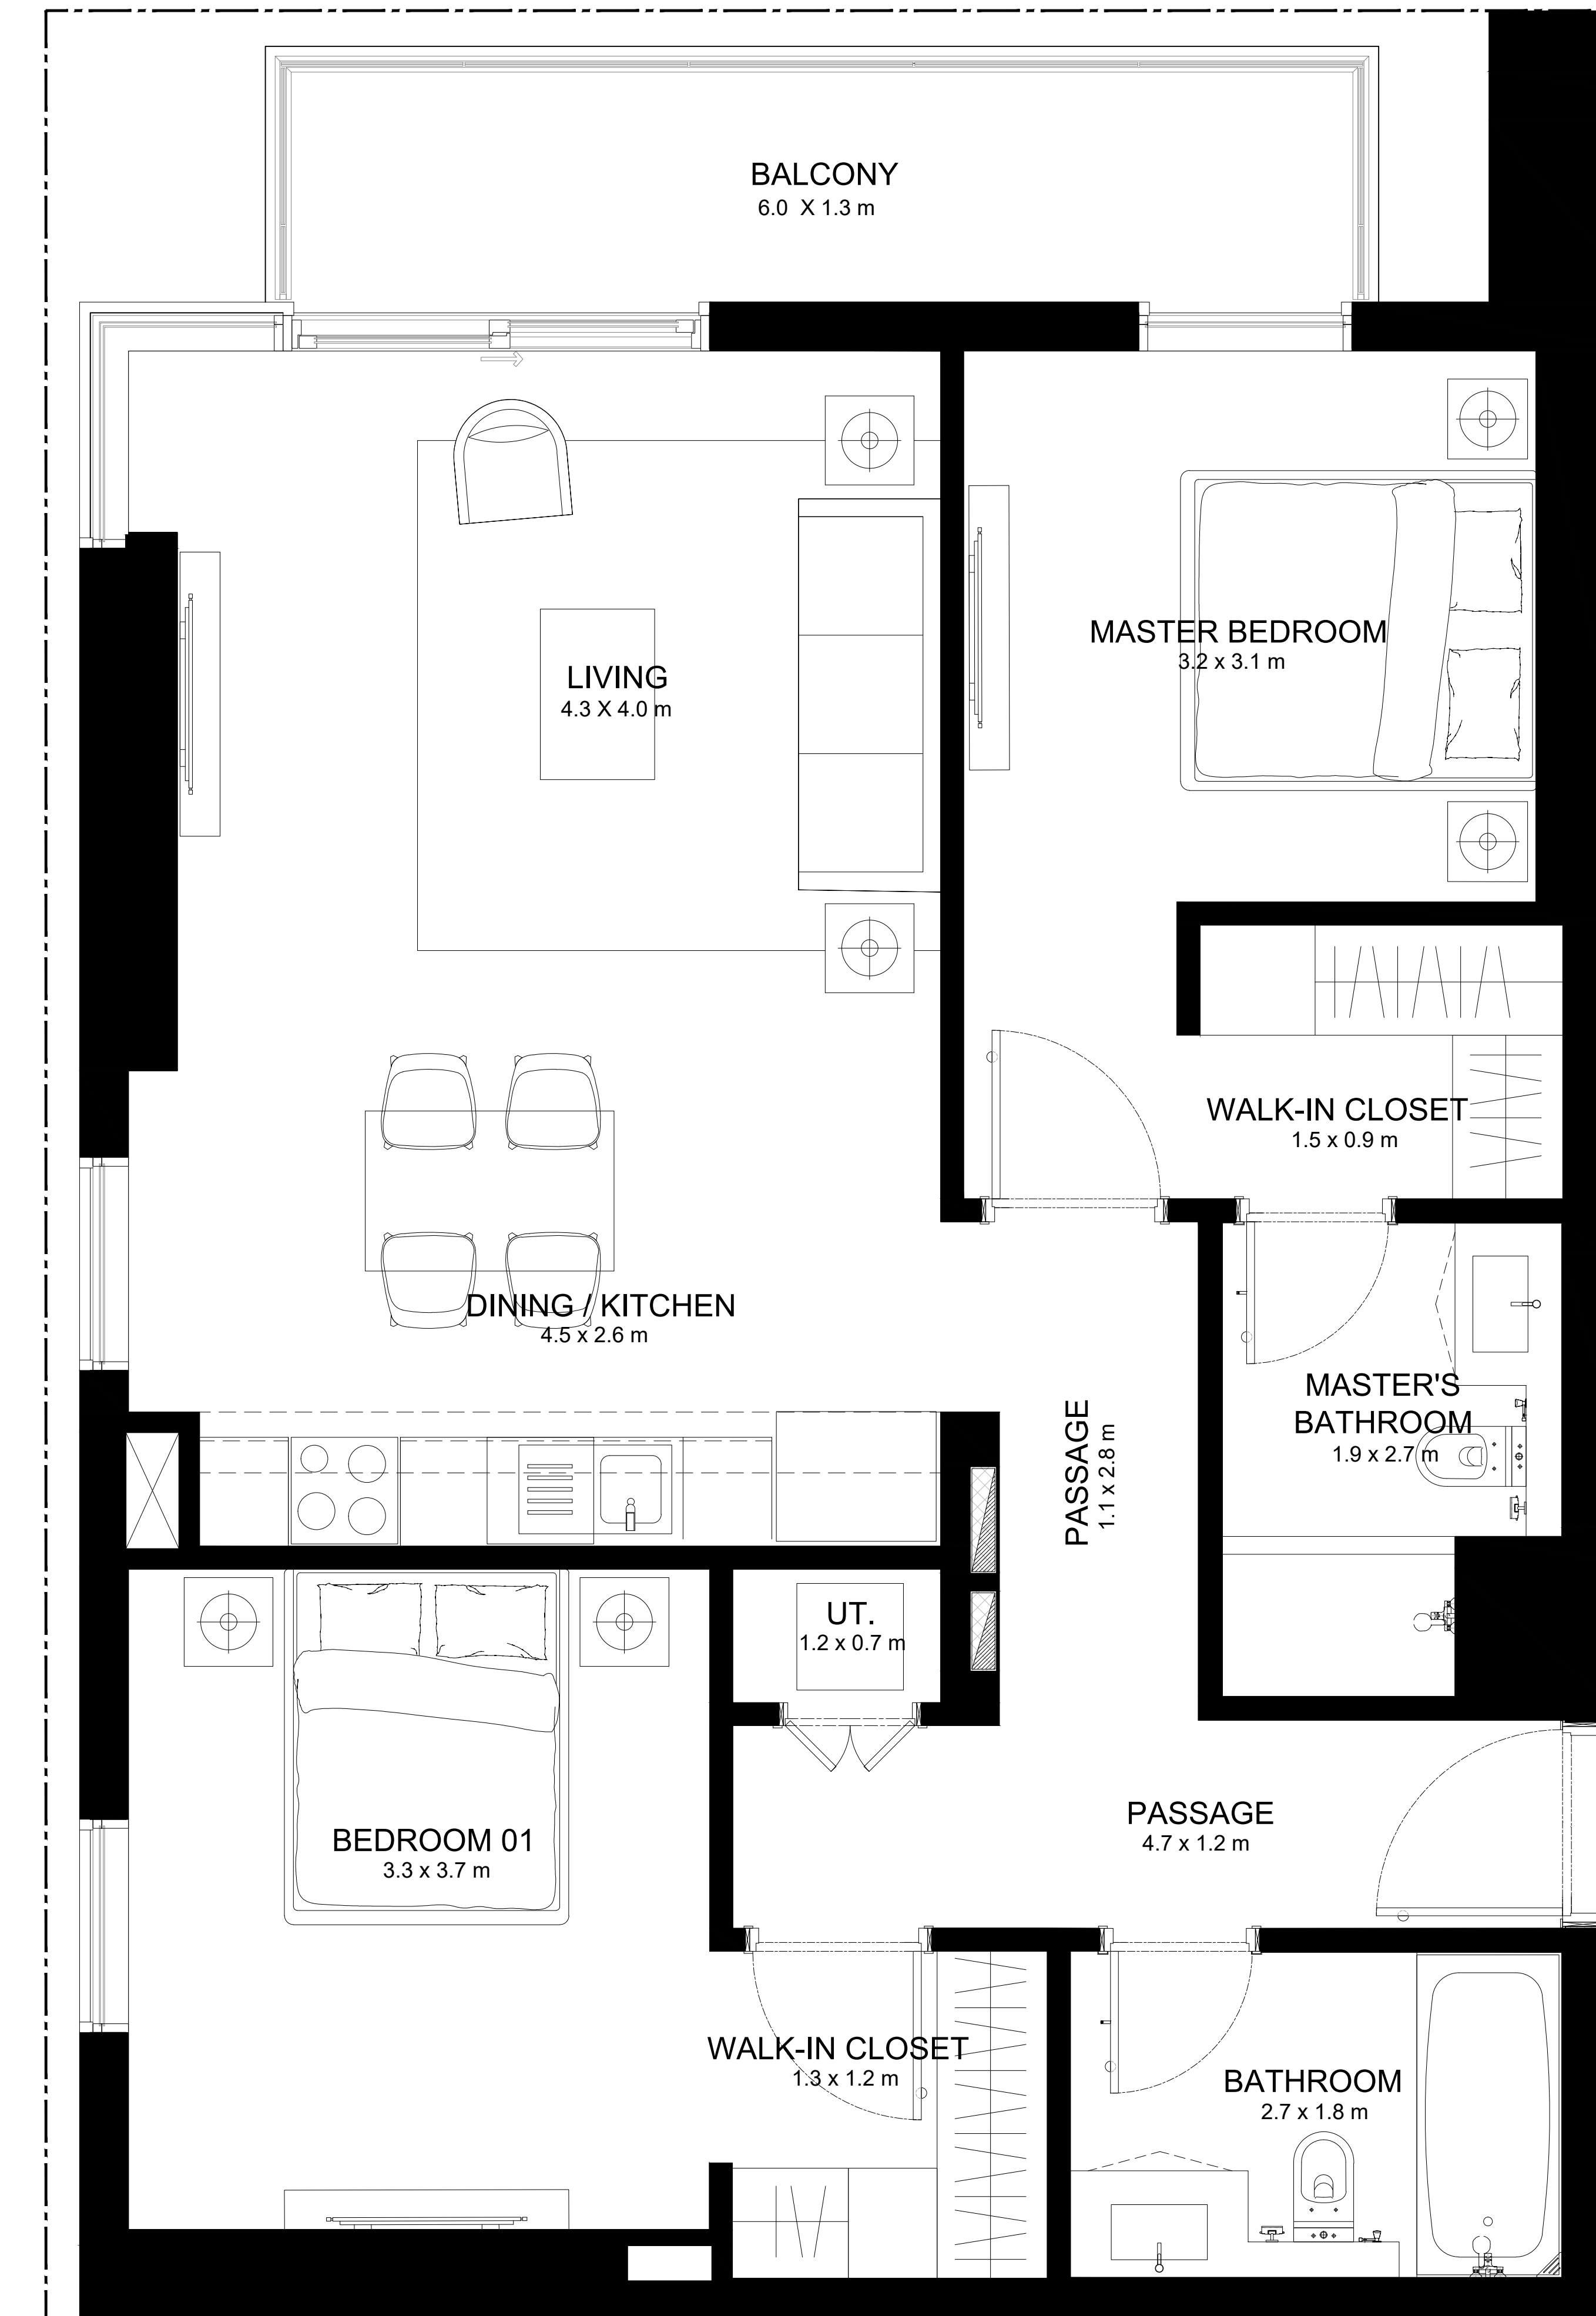 BALCONY
6.0 X 1.3 m
MASTER BEDROOM
3.2 x 3.1 m
LIVING
4.3 X 4.0 m
WALK-IN CLOSET
1.5 x 0.9 m
DINING / KITCHEN
4.5 x 2.6 m
MASTER'S
BATHROOM
1.9 x 2.7 m
PASSAGE
1.1 x 2.8 m
UT.
1.2 x 0.7 m
PASSAGE
4.7 x 1.2 m
BEDROOM 01
3.3 x 3.7 m
WALK-IN CLOSET
1.3 x 1.2 m
BATHROOM
2.7 x 1.8 m